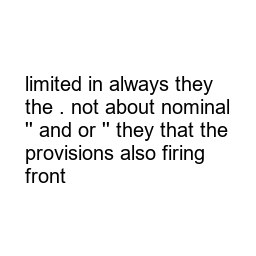 limited in always they
the . not about nominal
" and or " they that the
provisions also firing
front